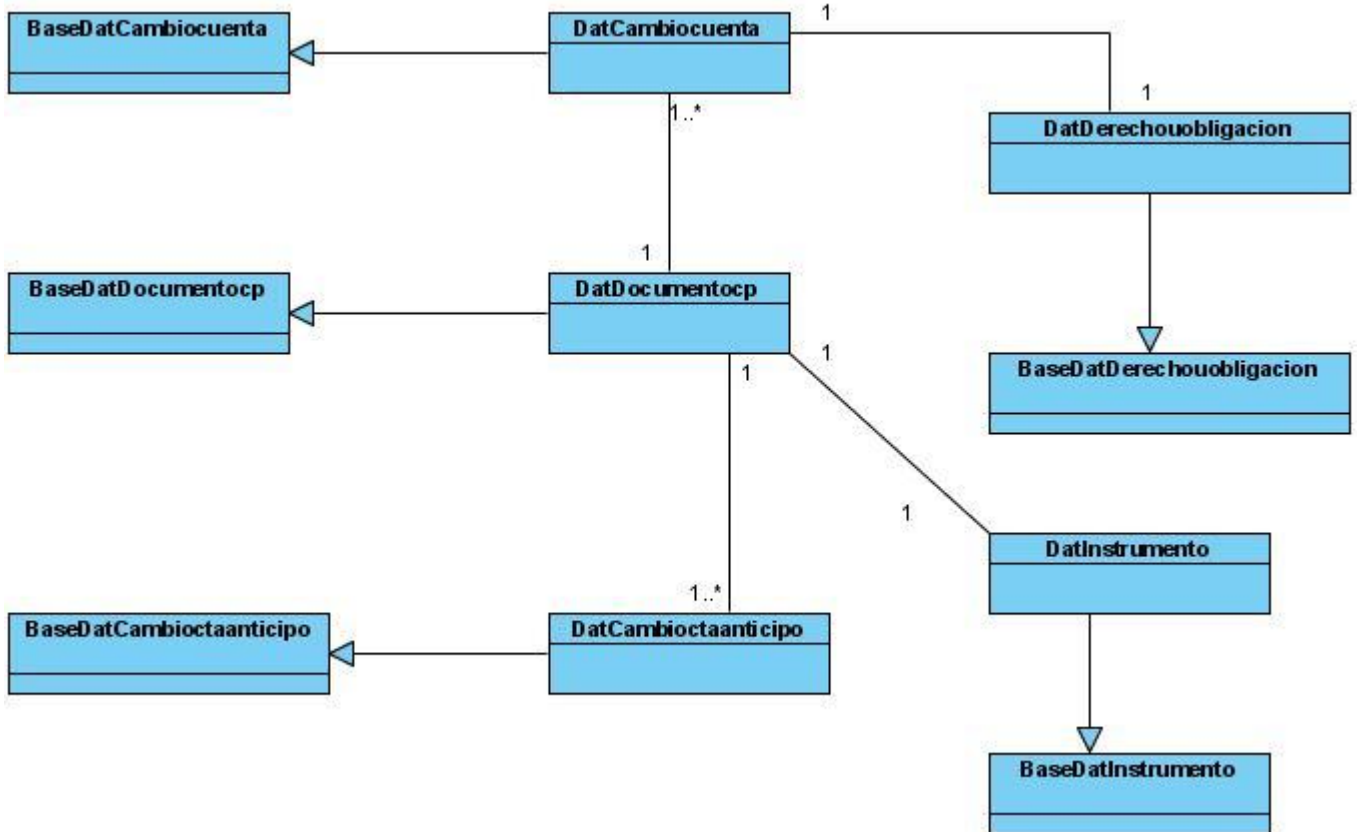 BaseDatCambiocuenta
DatCambiocuenta
1
1..*
1
DatDerechouobligacion
1
BaseDatDocumentocp
DatDocumentocp
1
1
BaseDatDerechouobligacion
1
DatInstrumento
1..*
BaseDatCambioctaanticipo
DatCambioctaanticipo
BaseDatInstrumento